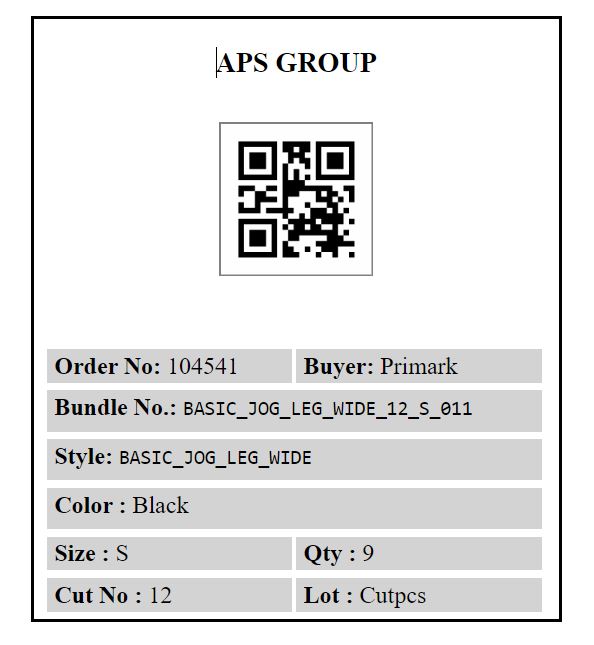 APS GROUP
Order No: 104541 Buyer: Primark
Bundle No.: BASIC_JOG_LEG_WIDE_12_S_011
Style: BASIC_JOG_LEG_WIDE
Color : Black
Size : S Qty : 9
Cut No : 12 Lot : Cutpcs